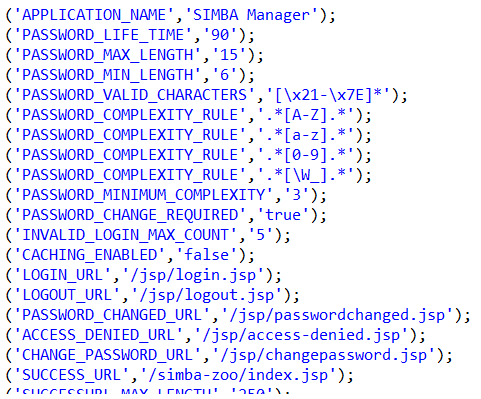 ('APPLICATION_NAME','SIMBA Manager');
('PASSWORD_LIFE_TIME','90');
('PASSWORD_MAX_LENGTH','15');
('PASSWORD_MIN_LENGTH','6');
('PASSWORD_VALID_CHARACTERS','[\x21-\x7E]*');
('PASSWORD_COMPLEXITY_RULE','.*[A-Z].*');
('PASSWORD_COMPLEXITY_RULE','.*[a-z].*');
('PASSWORD_COMPLEXITY_RULE','.*[0-9].*');
('PASSWORD_COMPLEXITY_RULE','.*[\W_].*');
('PASSWORD_MINIMUM_COMPLEXITY','3');
('PASSWORD_CHANGE_REQUIRED','true');
('INVALID_LOGIN_MAX_COUNT','5');
('CACHING_ENABLED','false');
('LOGIN_URL','/jsp/login.jsp');
('LOGOUT_URL','/jsp/logout.jsp');
('PASSWORD_CHANGED_URL','/jsp/passwordchanged.jsp');
('ACCESS_DENIED_URL','/jsp/access-denied.jsp');
('CHANGE_PASSWORD_URL','/jsp/changepassword.jsp');
('SUCCESS_URL','/simba-zoo/index.jsp');
('SUCCESSURL_MAX_LENGTH','250');